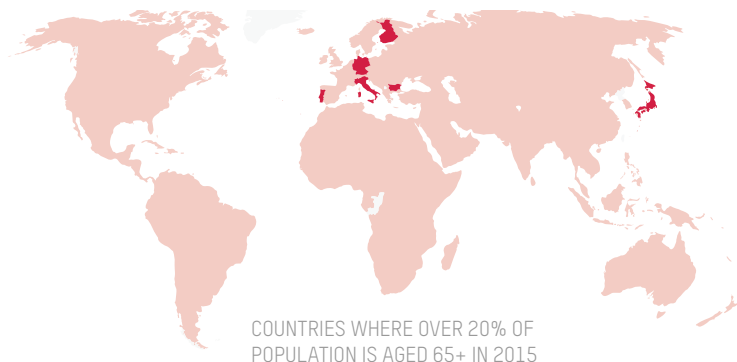 COUNTRIES WHERE OVER 20% OF
POPULATION IS AGED 65+ IN 2015